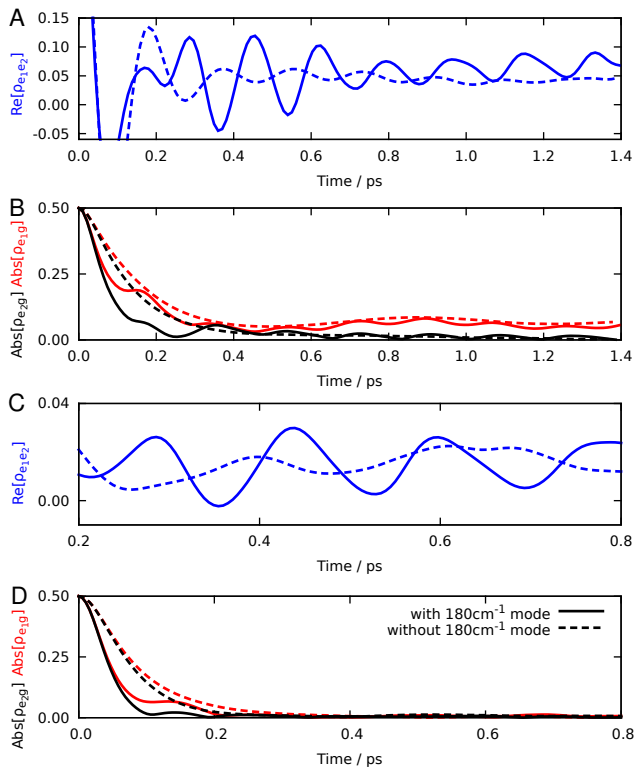 A
0.15
0.10
0.05
0.00
-0.05
Re[ρe1e2]
0.0 0.2 0.4 0.6 0.8 1.0 1.2 1.4
Time / ps
B
0.50
0.25
0.00
Abs[ρe2g] Abs[ρe1g]
0.0 0.2 0.4 0.6 0.8 1.0 1.2 1.4
Time / ps
C
0.04
0.00
Re[ρe1e2]
0.2 0.4 0.6 0.8
Time / ps
D
0.50
0.25
0.00
Abs[ρe2g] Abs[ρe1g]
with 180cm-1 mode
without 180cm-1 mode
0.0 0.2 0.4 0.6 0.8
Time / ps